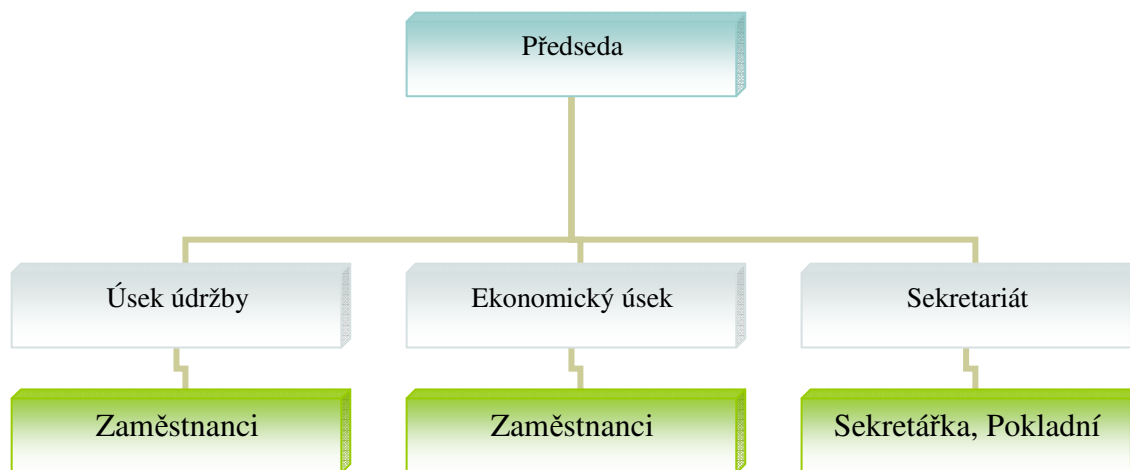 Předseda
Úsek údržby
Ekonomický úsek
Sekretariát
Zaměstnanci
Zaměstnanci
Sekretářka, Pokladní